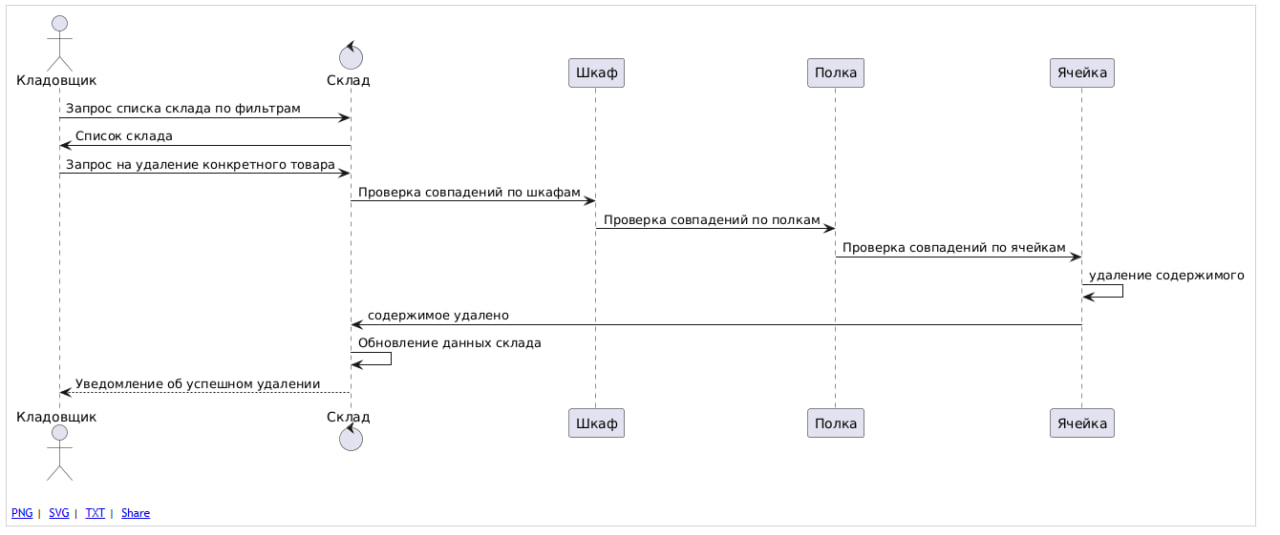 Кладовщик
Склад
Шкаф
Полка
Ячейка
Запрос списка склада по фильтрам
Список склада
Запрос на удаление конкретного товара
Проверка совпадений по шкафам
Проверка совпадений по полкам
Проверка совпадений по ячейкам
удаление содержимого
содержимое удалено
Обновление данных склада
Уведомление об успешном удалении
Кладовщик
Склад
Шкаф
Полка
Ячейка
PNG | SVG | TXT | Share